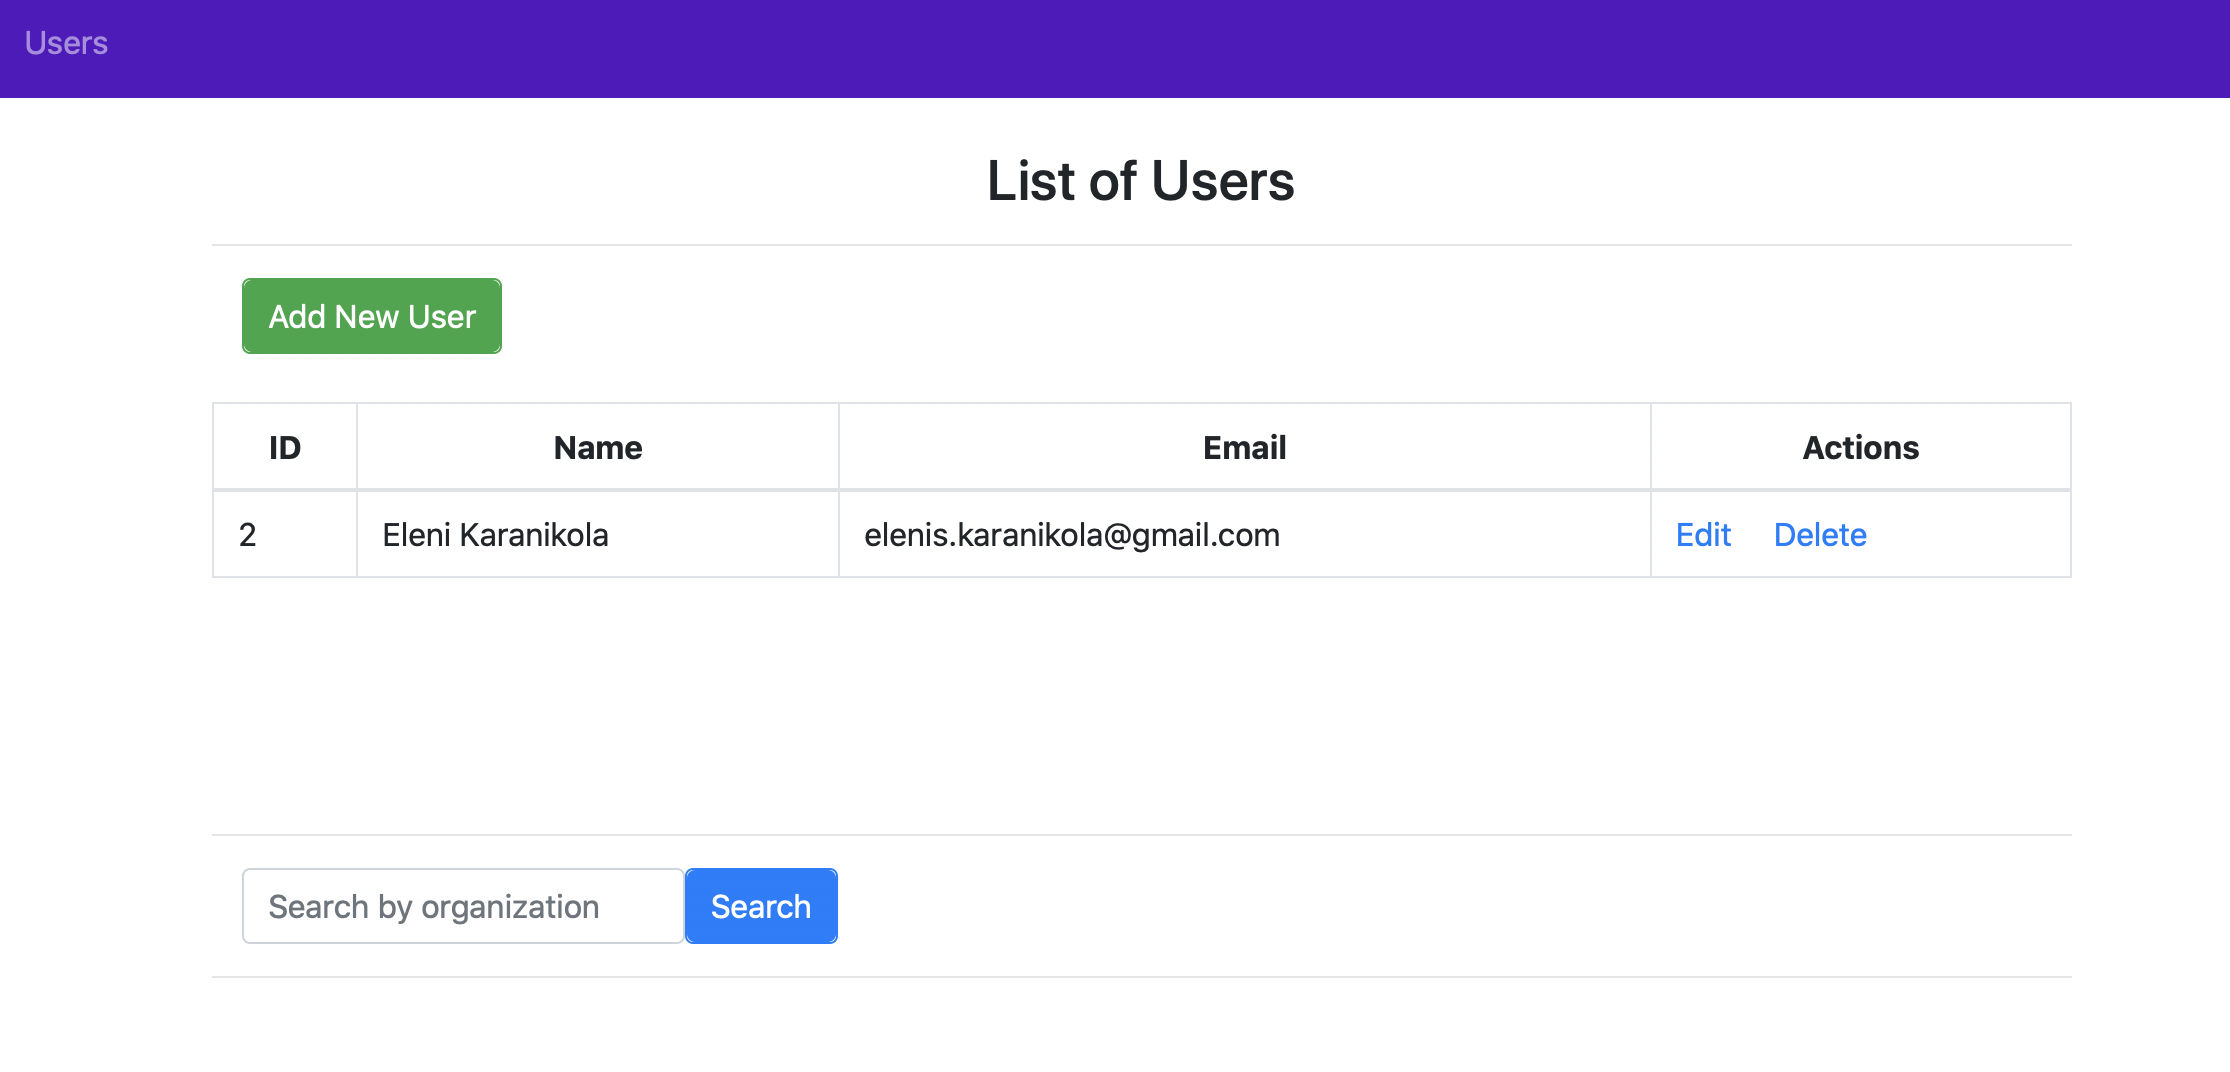 Users
List of Users
Add New User
ID Name Email Actions
2 Eleni Karanikola elenis.karanikola@gmail.com Edit Delete
Search by organization Search